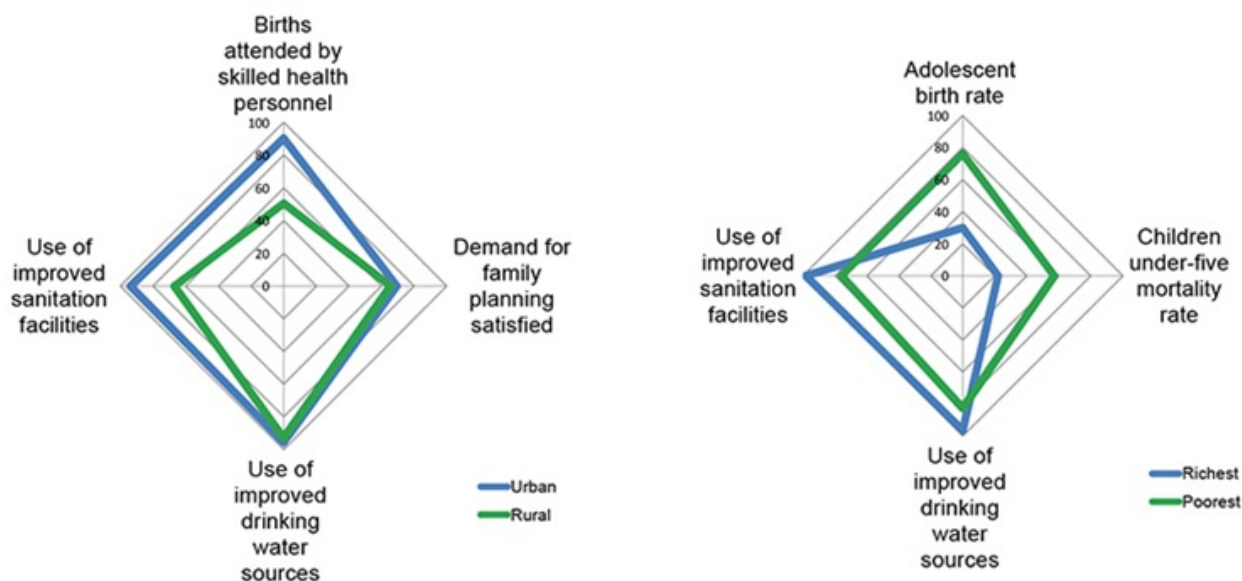 Births
attended by
skilled health
personnel
100
80
60
40
20
0
Use of
improved
sanitation
facilities
Demand for
family
planning
satisfied
Use of
improved
drinking
water
sources
Urban
Rural
Adolescent
birth rate
100
80
60
40
20
0
Use of
improved
sanitation
facilities
Children
under-five
mortality
rate
Use of
improved
drinking
water
sources
Richest
Poorest